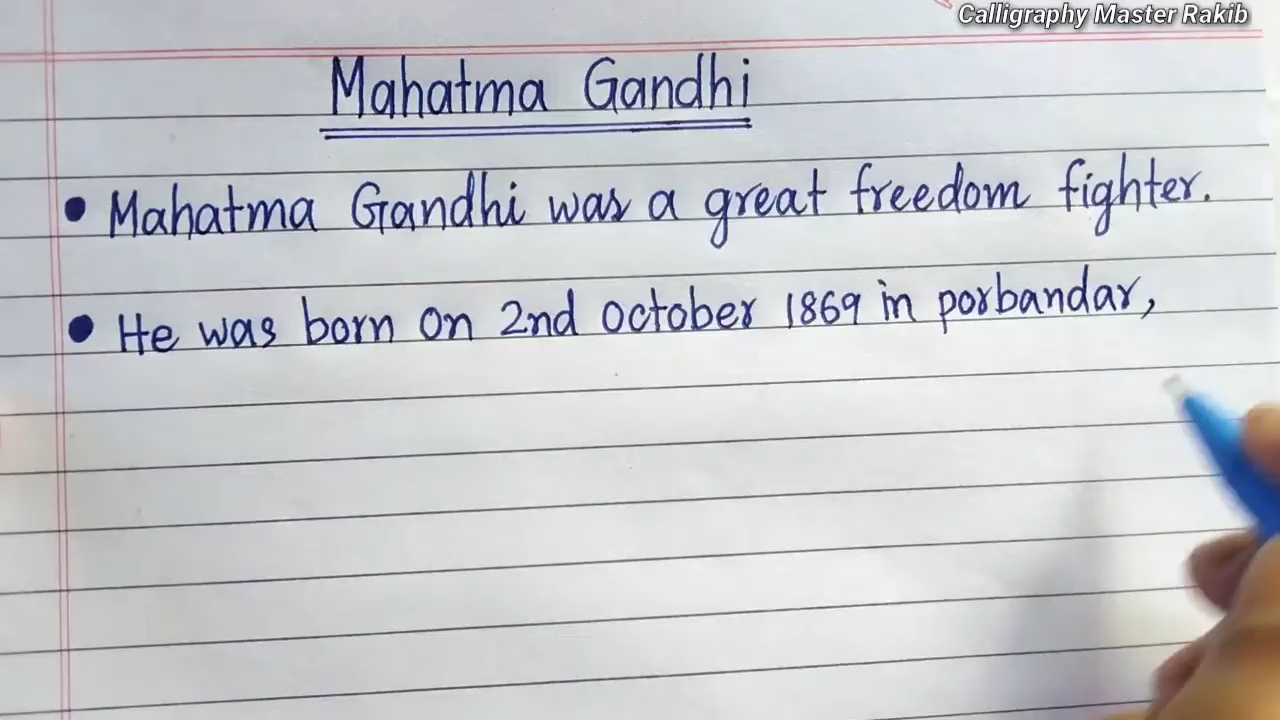 Calligraphy Master Rakib
Mahatma Gandhi
• Mahatma Gandhi was a great freedom fighter.
• He was born on 2nd October 1869 in porbandar,